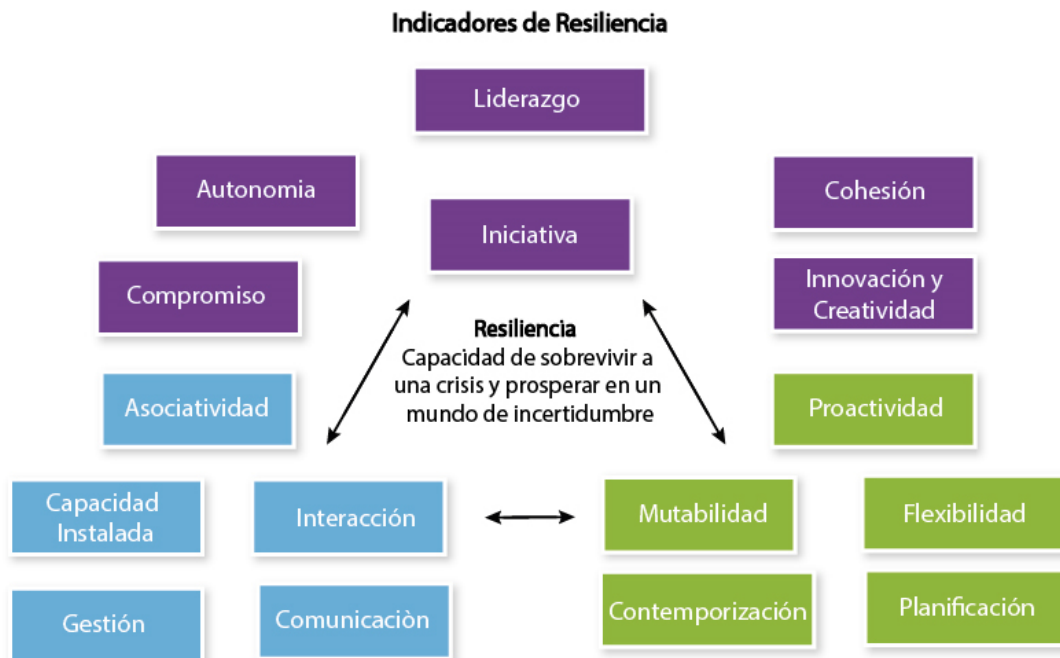 Indicadores de Resiliencia
Liderazgo
Autonomia
Cohesión
Iniciativa
Compromiso
Innovación y
Creatividad
Resiliencia
Capacidad de sobrevivir a
una crisis y prosperar en un
mundo de incertidumbre
Asociatividad
Proactividad
Capacidad
Instalada
Interacción
Mutabilidad
Flexibilidad
Gestión
Comunicaciòn
Contemporización
Planificación